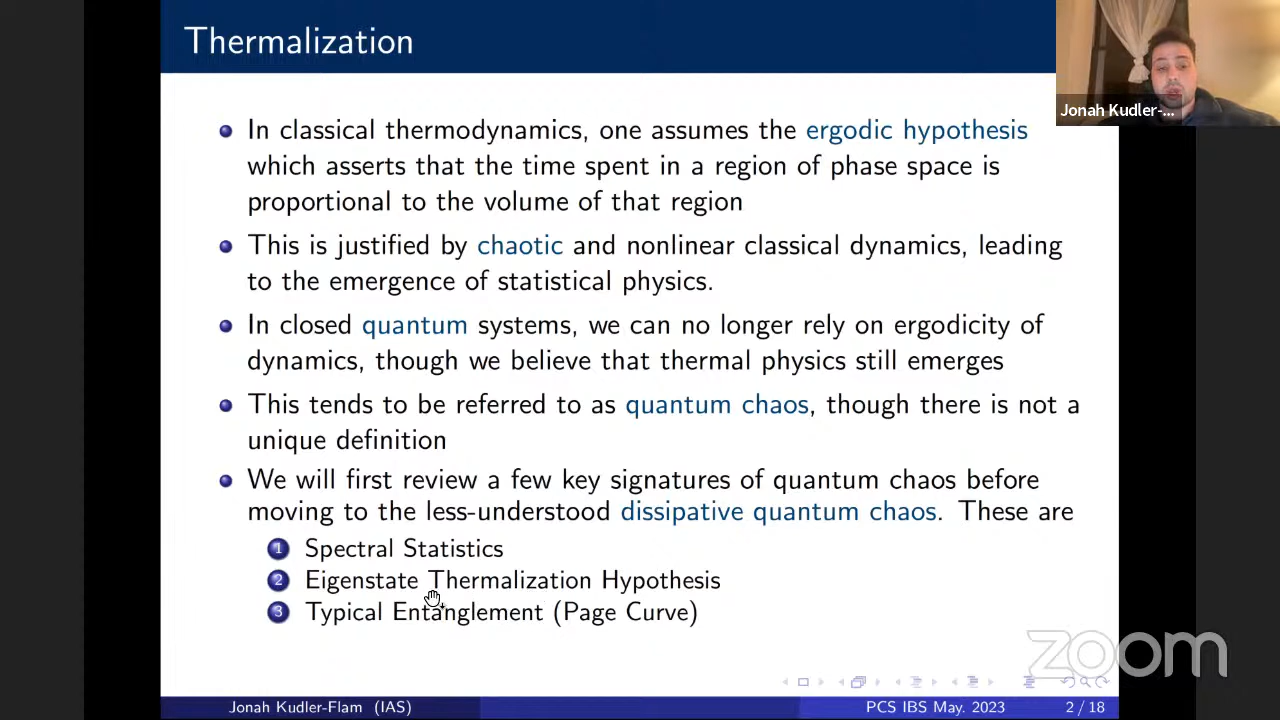 Thermalization
Jonah Kudler-...
In classical thermodynamics, one assumes the ergodic hypothesis
which asserts that the time spent in a region of phase space is
proportional to the volume of that region
This is justified by chaotic and nonlinear classical dynamics, leading
to the emergence of statistical physics.
In closed quantum systems, we can no longer rely on ergodicity of
dynamics, though we believe that thermal physics still emerges
This tends to be referred to as quantum chaos, though there is not a
unique definition
We will first review a few key signatures of quantum chaos before
moving to the less-understood dissipative quantum chaos. These are
1 Spectral Statistics
2 Eigenstate Thermalization Hypothesis
3 Typical Entanglement (Page Curve)
zoom
Jonah Kudler-Flam (IAS) PCS IBS May. 2023 2 / 18